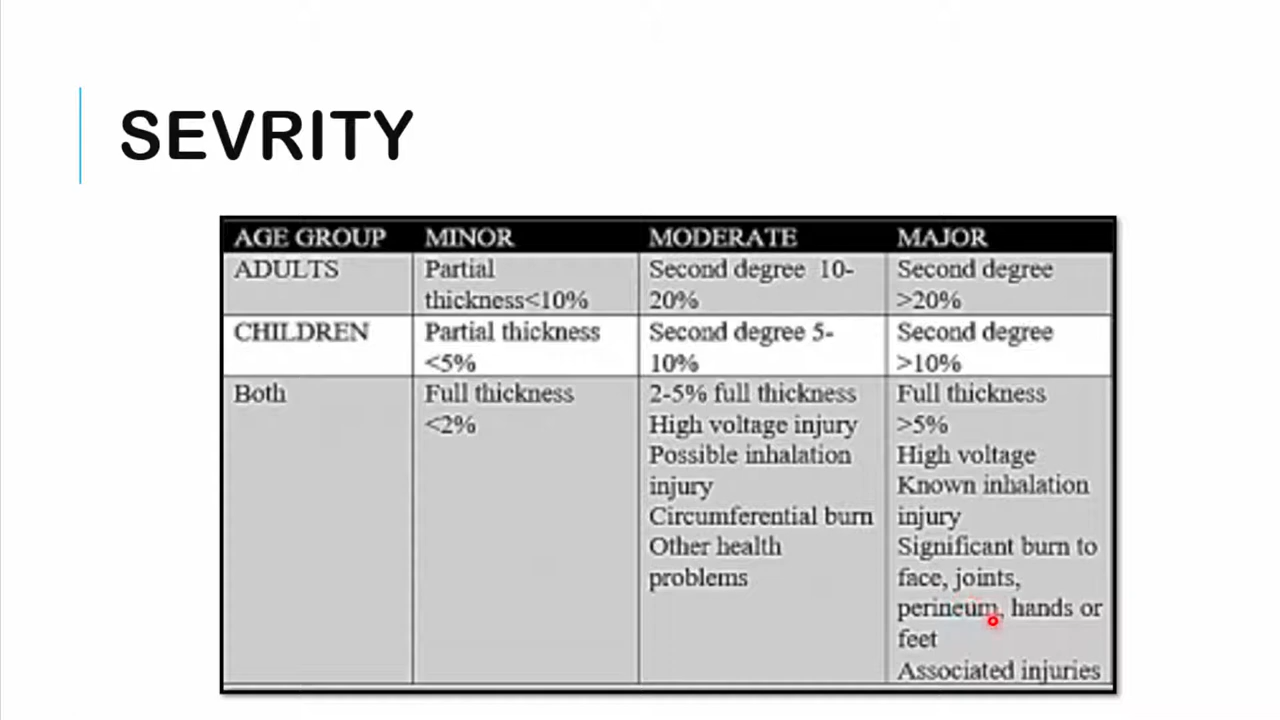 SEVRITY
AGE GROUP MINOR MODERATE MAJOR
ADULTS Partial thickness<10% Second degree 10-20% Second degree >20%
CHILDREN Partial thickness <5% Second degree 5-10% Second degree >10%
Both Full thickness <2% 2-5% full thickness Full thickness >5%
High voltage injury High voltage
Possible inhalation injury Known inhalation injury
Circumferential burn Significant burn to face, joints, perineum, hands or feet
Other health problems Associated injuries